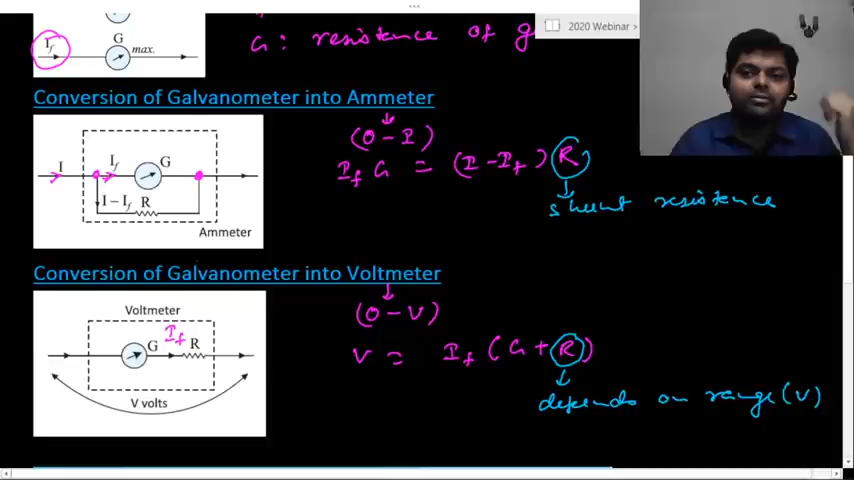 2020 Webinar >
I_f G max.
G : resistance of g
Conversion of Galvanometer into Ammeter
(0 - I)
I I_f G
I_f G = (I - I_f) R
I - I_f R
shunt resistance
Ammeter
Conversion of Galvanometer into Voltmeter
(0 - V)
Voltmeter
I_f
G R
V = I_f (G + R)
V volts
depends on range (V)